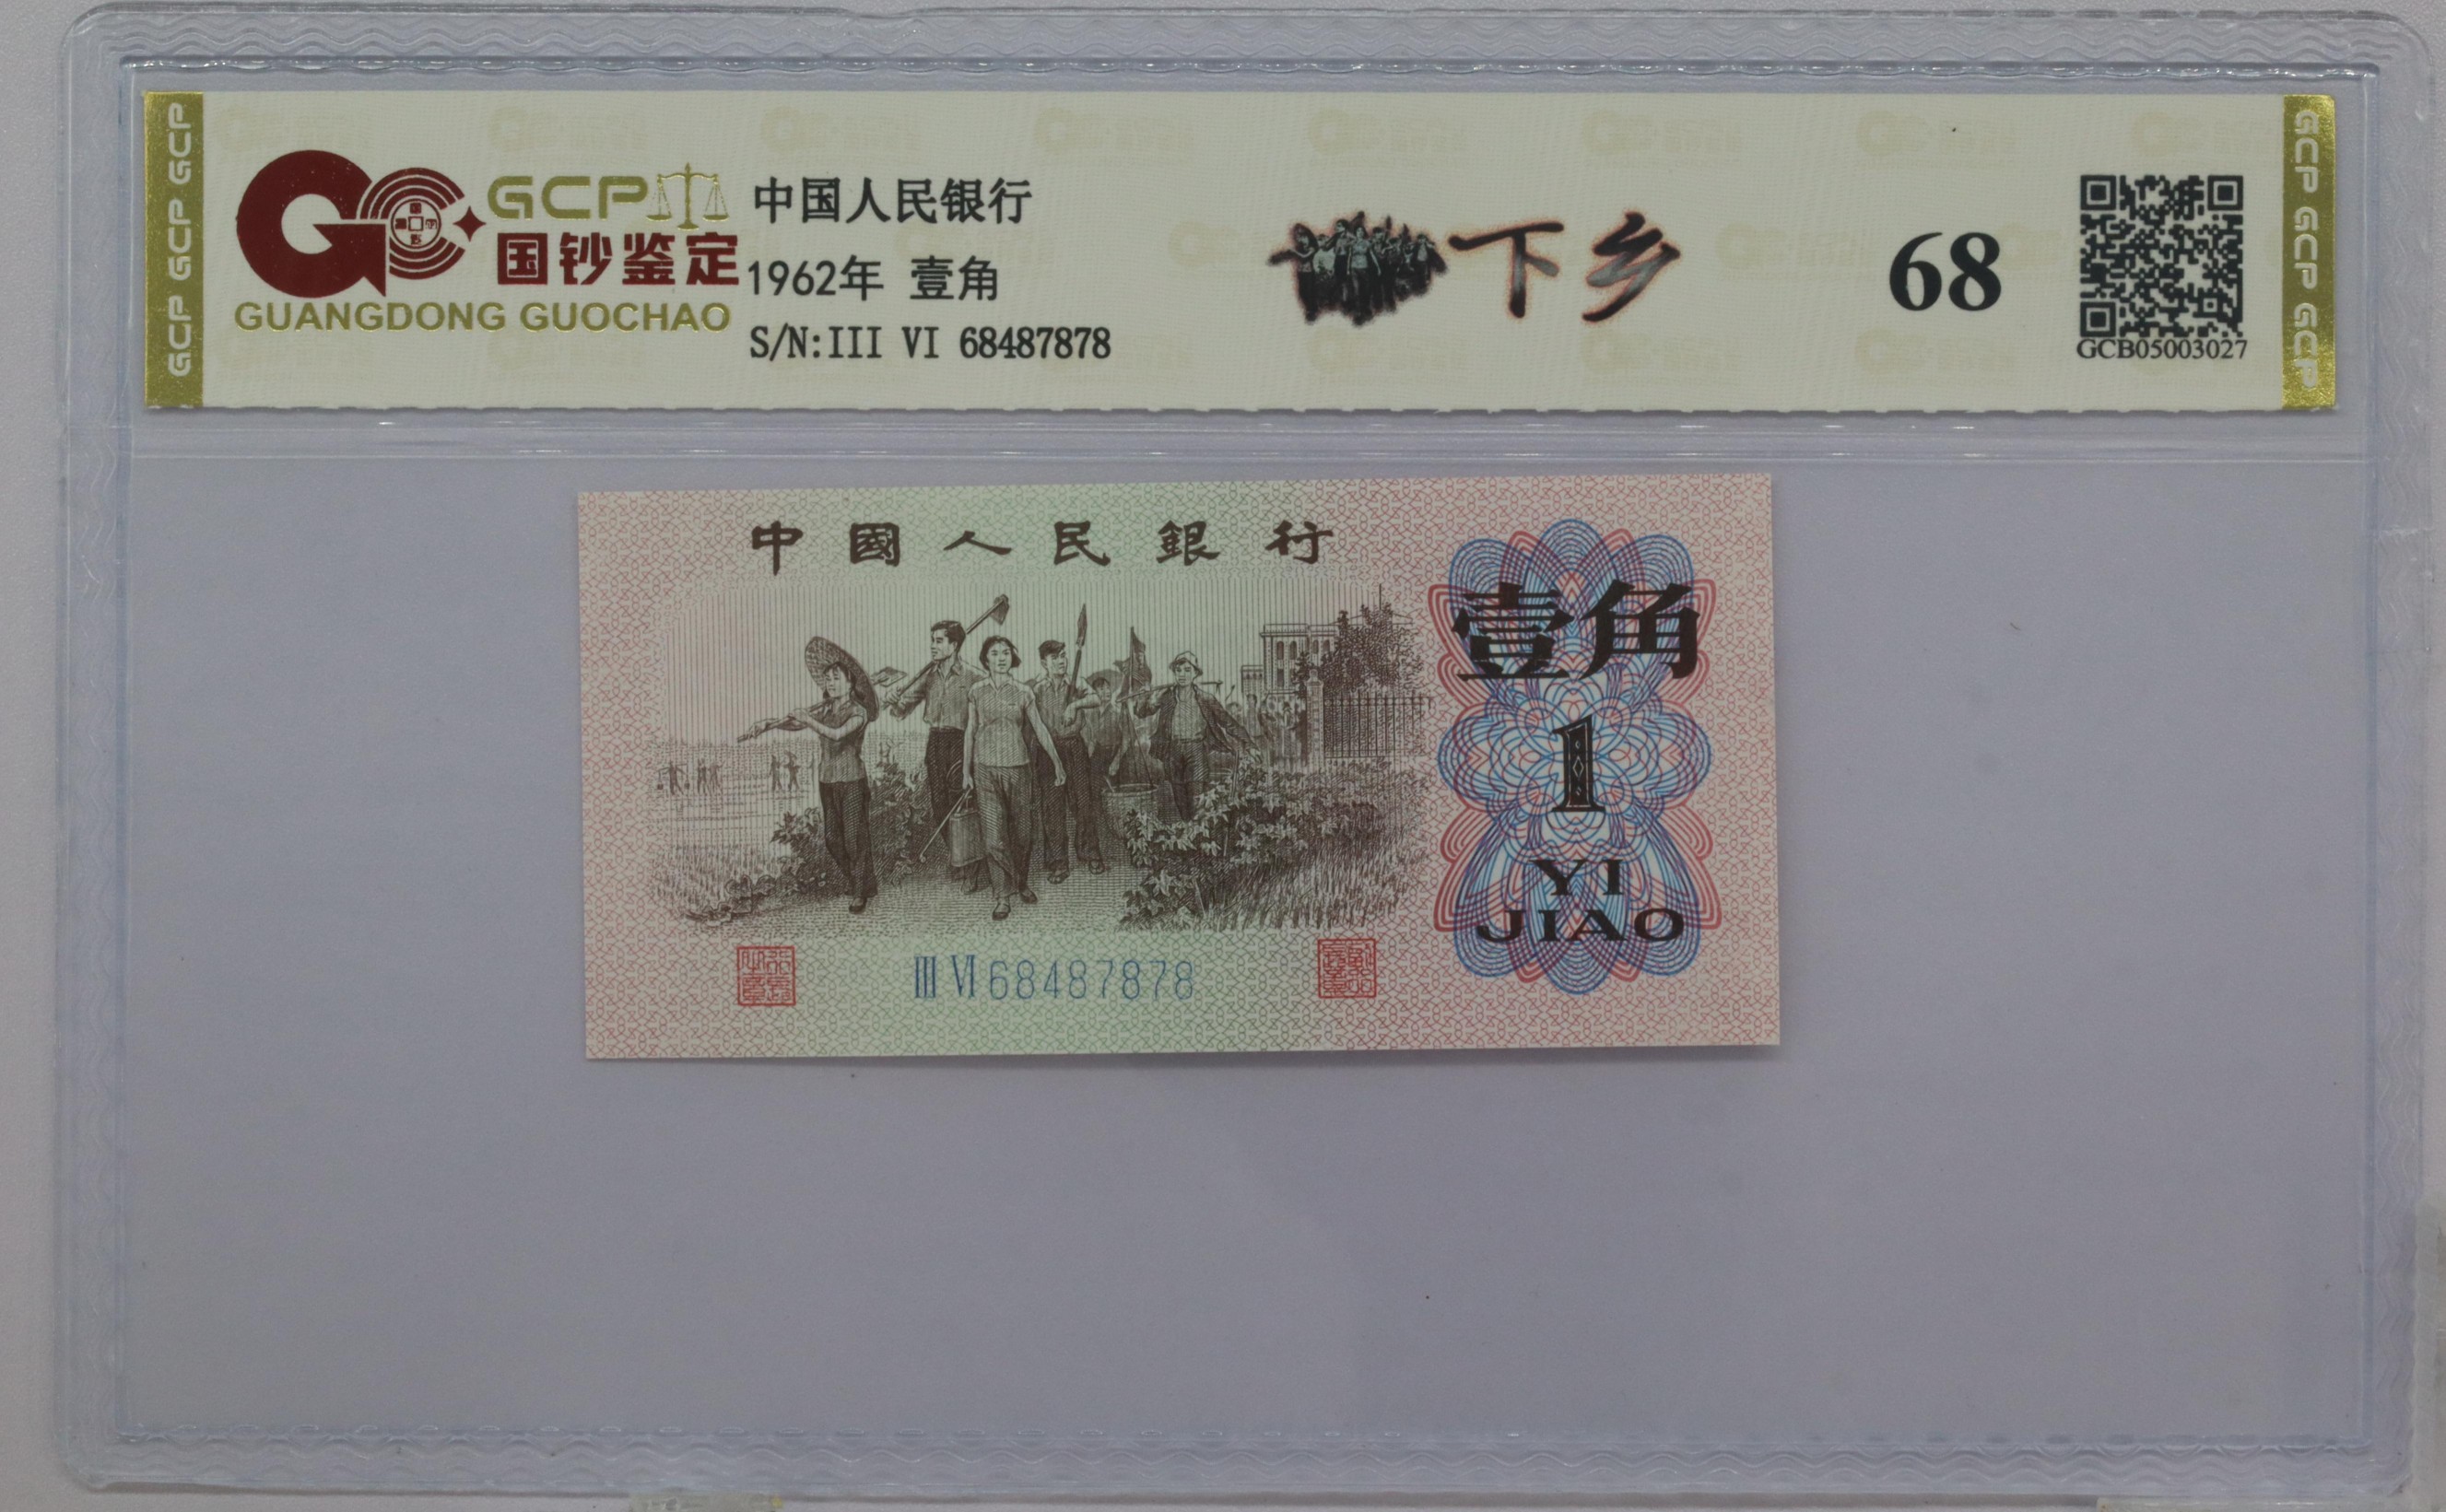 GCP GCP GCP
GCP
国钞鉴定
GUANGDONG GUOCHAO
中国人民银行
1962年 壹角
S/N:III VI 68487878
下乡
68
GCB05003027
GCP GCP GCP GCP
中國人民銀行
壹角
1
YI
JIAO
III VI 68487878